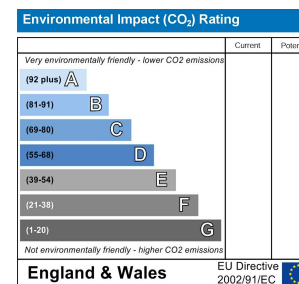 Environmental Impact (CO₂) Rating
Current
Very environmentally friendly - lower CO2 emissions
(92 plus) A
(81-91) B
(69-80) C
(55-68) D
(39-54) E
(21-38) F
(1-20) G
Not environmentally friendly - higher CO2 emissions
England & Wales
EU Directive
2002/91/EC